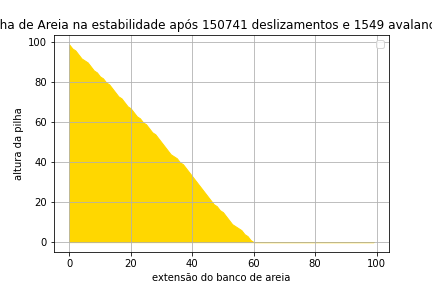 ha de Areia na estabilidade após 150741 deslizamentos e 1549 avalanc
100
80
60
40
20
0
altura da pilha
0 20 40 60 80 100
extensão do banco de areia